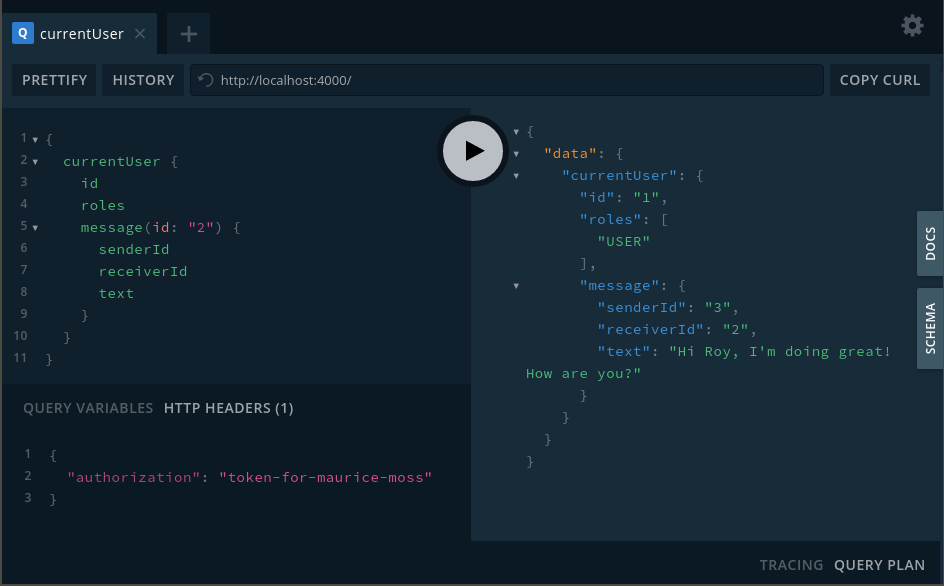 Q currentUser ✕ +
PRETTIFY HISTORY http://localhost:4000/ COPY CURL
1 {
2 currentUser {
3 id
4 roles
5 message(id: "2") {
6 senderId
7 receiverId
8 text
9 }
10 }
11 }
{
"data": {
"currentUser": {
"id": "1",
"roles": [
"USER"
],
"message": {
"senderId": "3",
"receiverId": "2",
"text": "Hi Roy, I'm doing great!
How are you?"
}
}
}
}
DOCS
SCHEMA
QUERY VARIABLES HTTP HEADERS (1)
1 {
2 "authorization": "token-for-maurice-moss"
3 }
TRACING QUERY PLAN